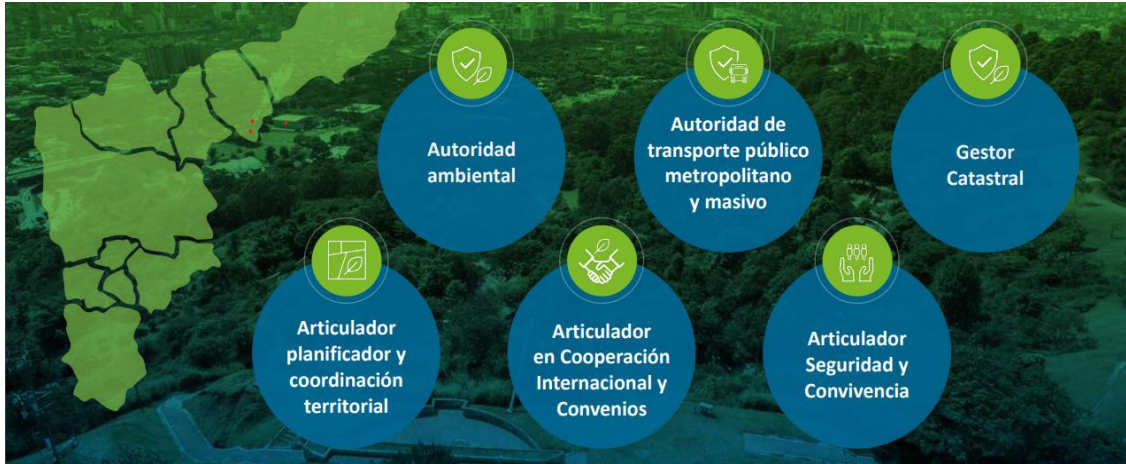 Autoridad
ambiental
Autoridad de
transporte público
metropolitano
y masivo
Gestor
Catastral
Articulador
planificador y
coordinación
territorial
Articulador
en Cooperación
Internacional y
Convenios
Articulador
Seguridad y
Convivencia